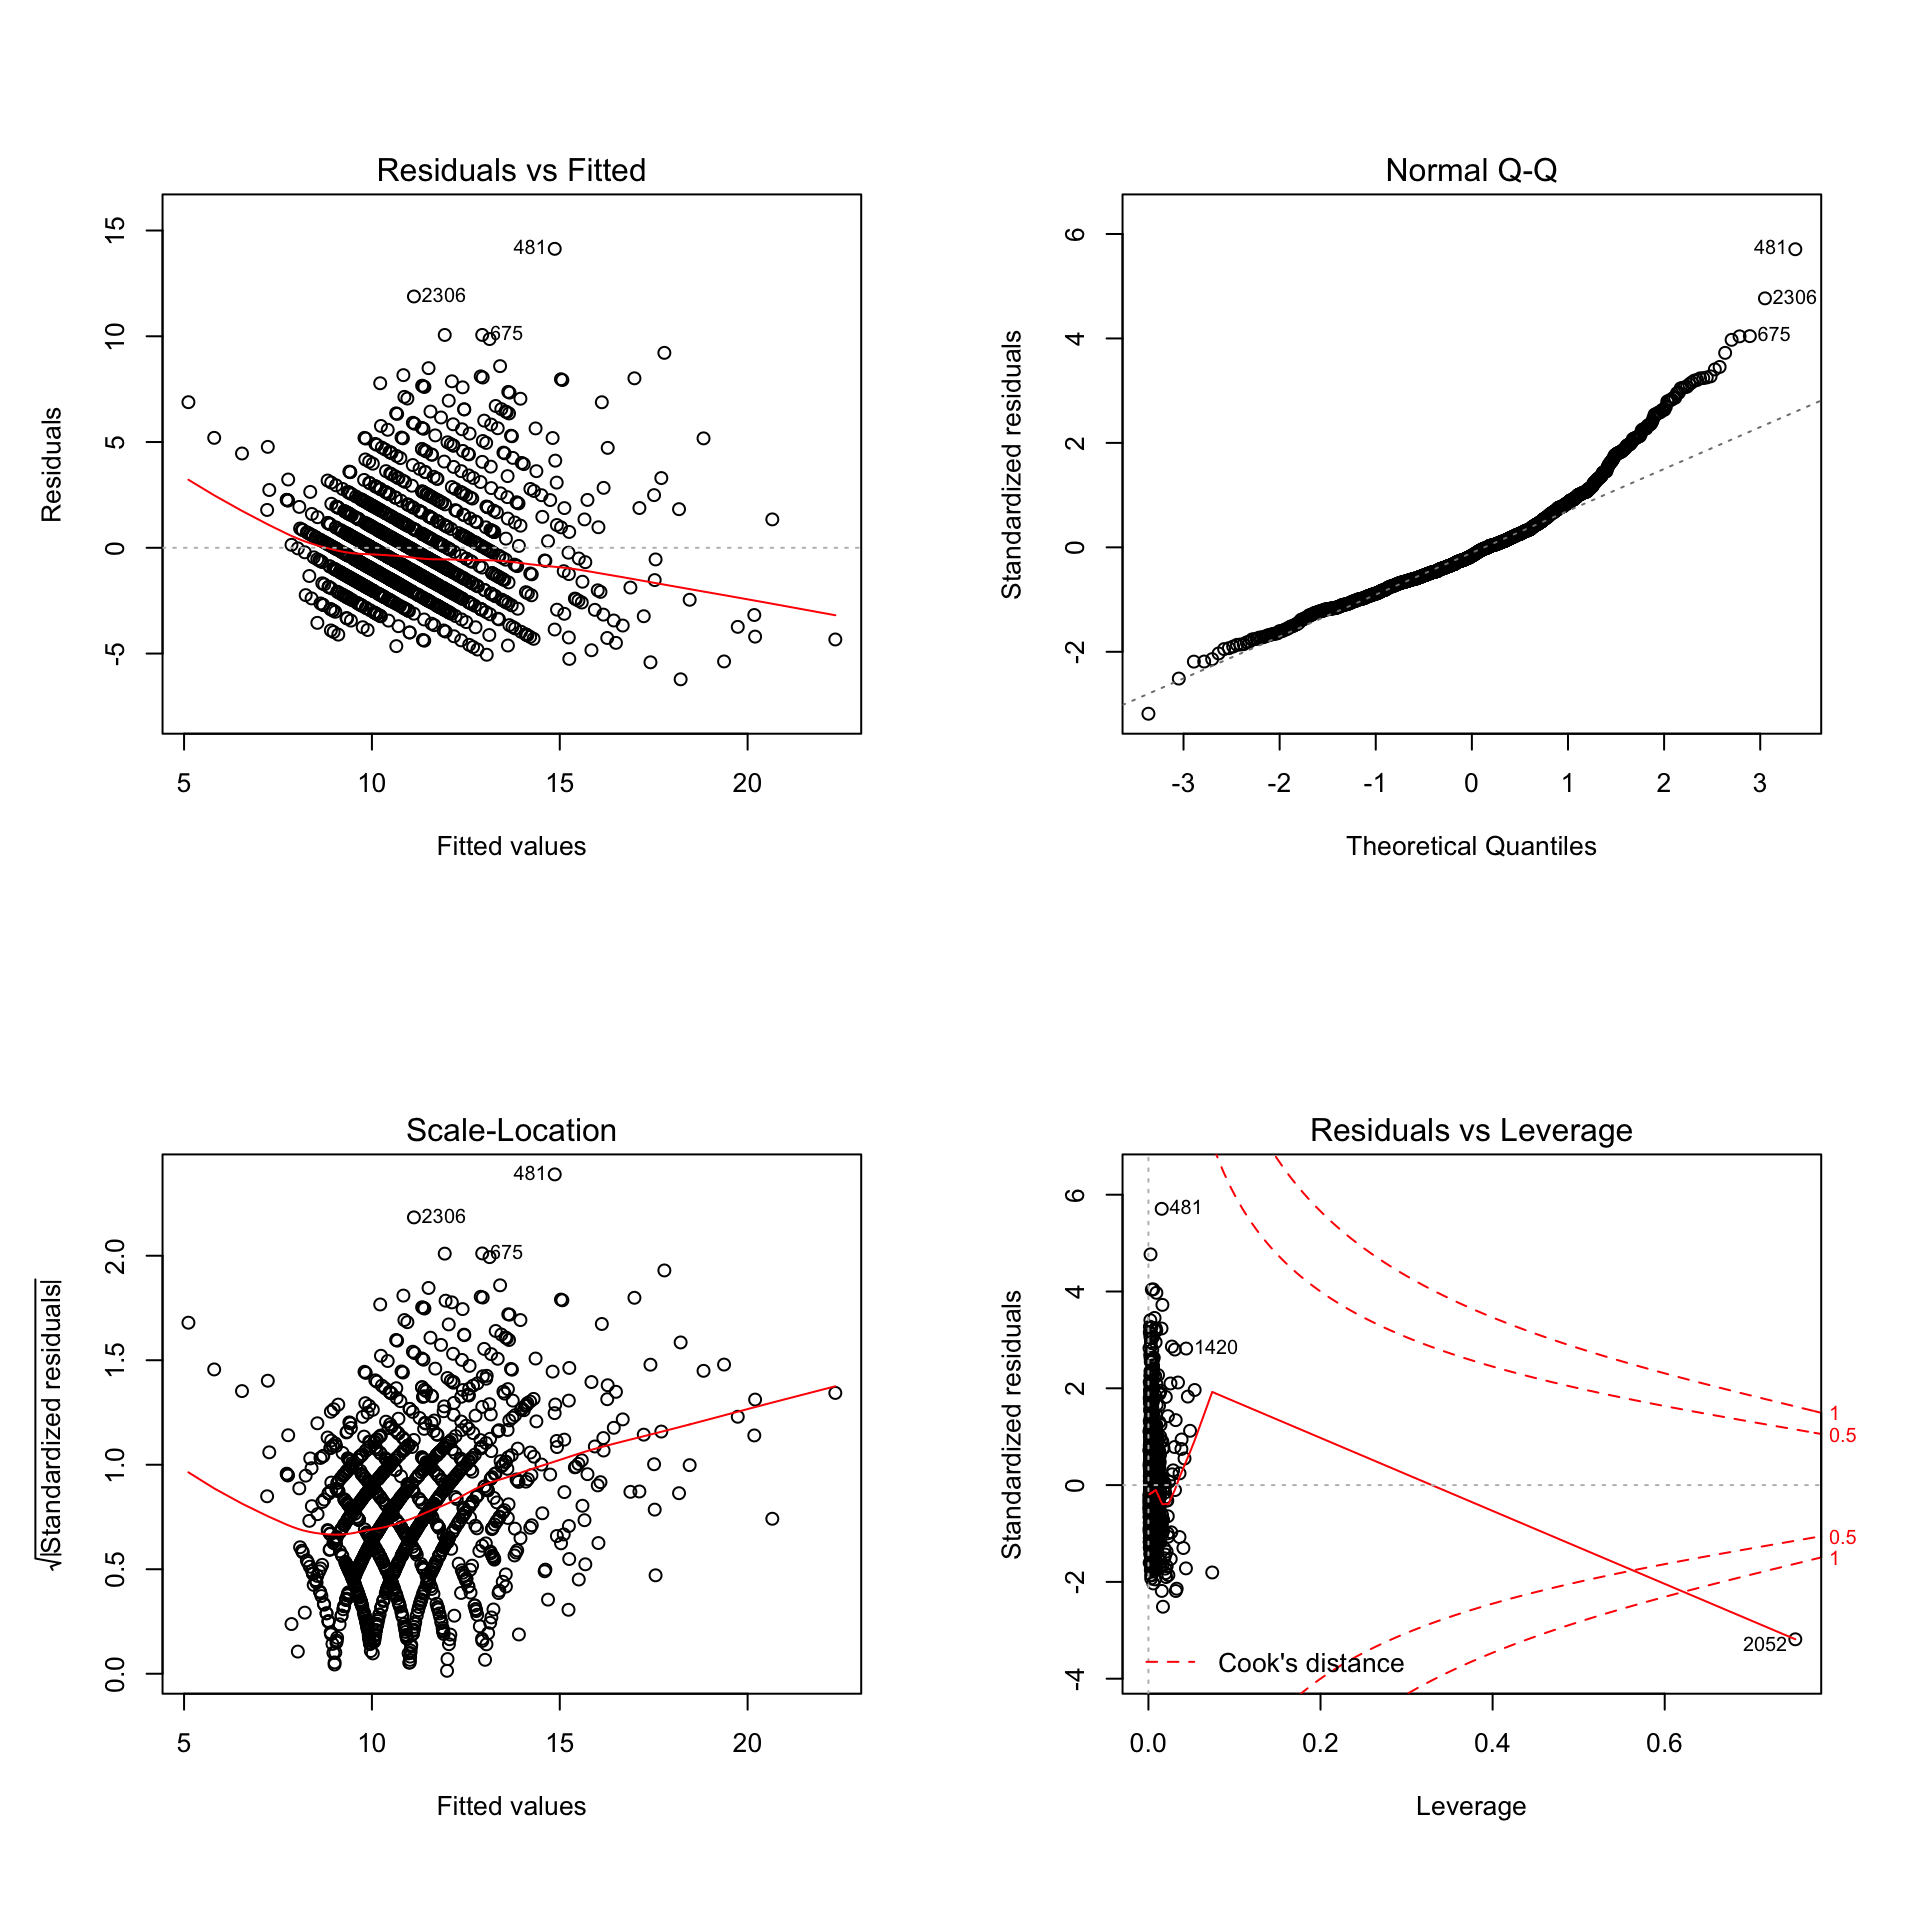 Residuals vs Fitted
Residuals
15
10
5
0
-5
481
2306
675
5 10 15 20
Fitted values
Normal Q-Q
Standardized residuals
6
4
2
0
-2
481
2306
675
-3 -2 -1 0 1 2 3
Theoretical Quantiles
Scale-Location
√|Standardized residuals|
2.0
1.5
1.0
0.5
0.0
481
2306
675
5 10 15 20
Fitted values
Residuals vs Leverage
Standardized residuals
6
4
2
0
-2
-4
481
1420
1
0.5
0.5
1
2052
Cook's distance
0.0 0.2 0.4 0.6
Leverage